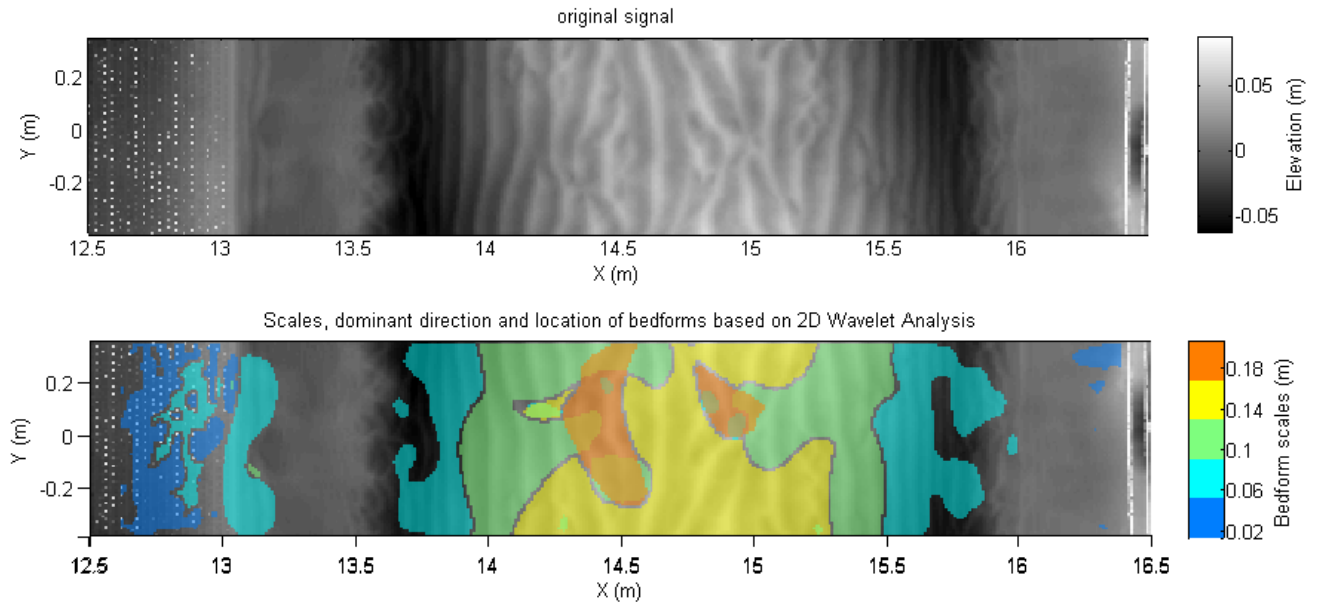 original signal
0.2
0
-0.2
Y (m)
12.5 13 13.5 14 14.5 15 15.5 16
X (m)
0.05
0
-0.05
Elevation (m)
Scales, dominant direction and location of bedforms based on 2D Wavelet Analysis
0.2
0
-0.2
Y (m)
12.5 13 13.5 14 14.5 15 15.5 16 16.5
X (m)
0.18
0.14
0.1
0.06
0.02
Bedform scales (m)